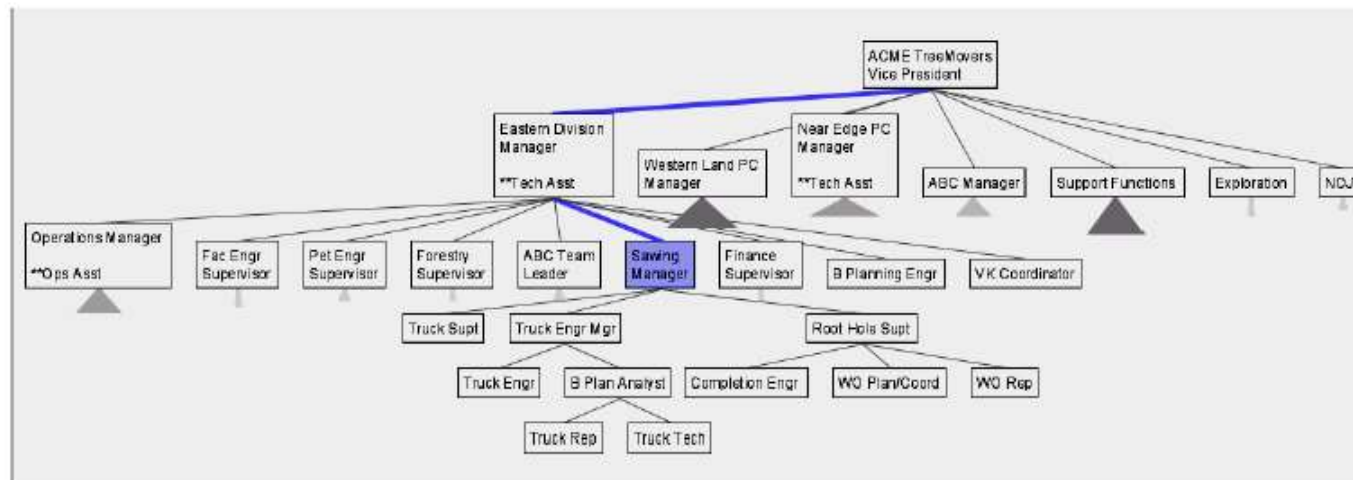 ACME TreeMovers
Vice President
Eastern Division
Manager
**Tech Asst
Western Land PC
Manager
Near Edge PC
Manager
**Tech Asst
ABC Manager
Support Functions
Exploration
Operations Manager
**Ops Asst
Fac Engr
Supervisor
Pet Engr
Supervisor
Forestry
Supervisor
ABC Team
Leader
Sawing
Manager
Finance
Supervisor
B Planning Engr
VK Coordinator
Truck Supt
Truck Engr Mgr
Root Hole Supt
Truck Engr
B Plan Analyst
Completion Engr
WO Plan/Coord
WO Rep
Truck Rep
Truck Tech